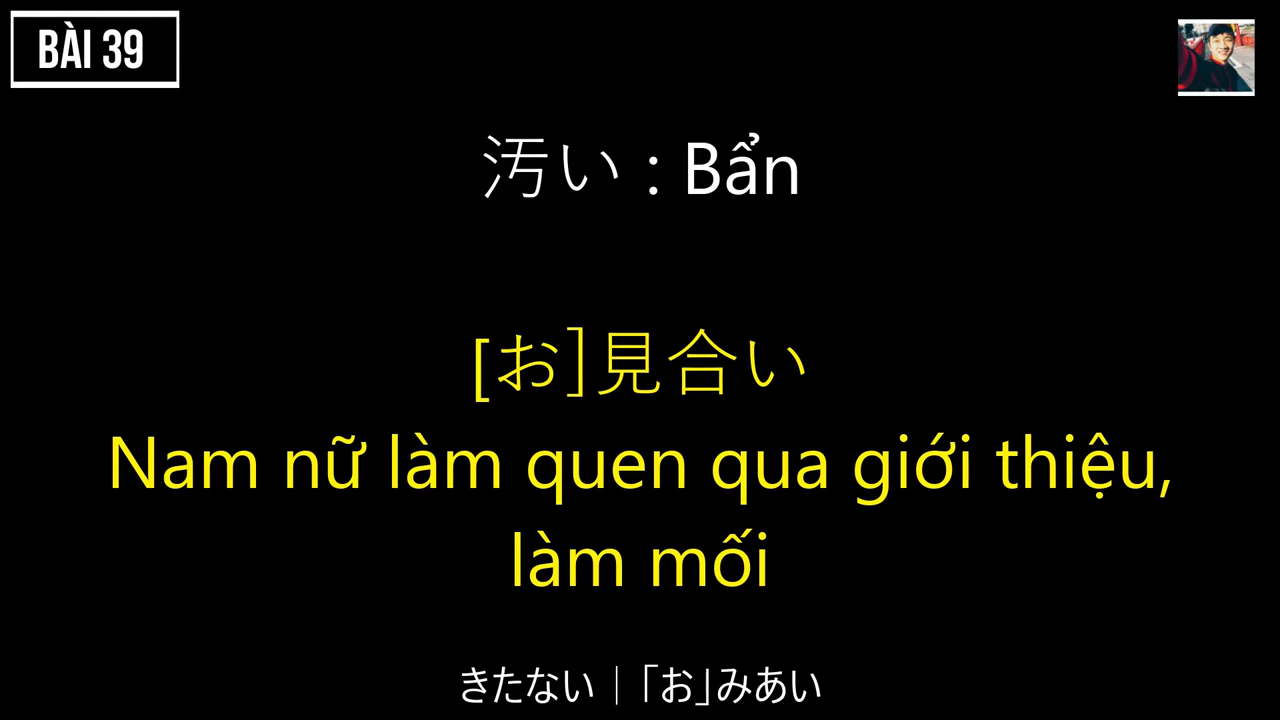 BÀI 39
汚い : Bẩn
[お]見合い
Nam nữ làm quen qua giới thiệu,
làm mối
きたない｜「お」みあい